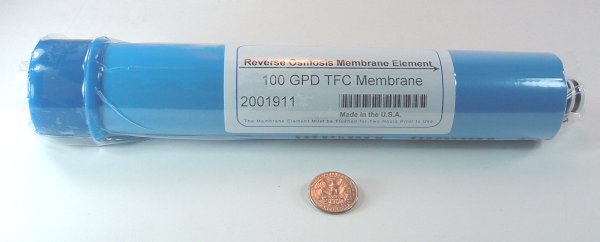 Reverse Osmosis Membrane Element
100 GPD TFC Membrane
2001911
Made in the U.S.A.
The Membrane Element Must be Flushed for Two Hours Prior to Use